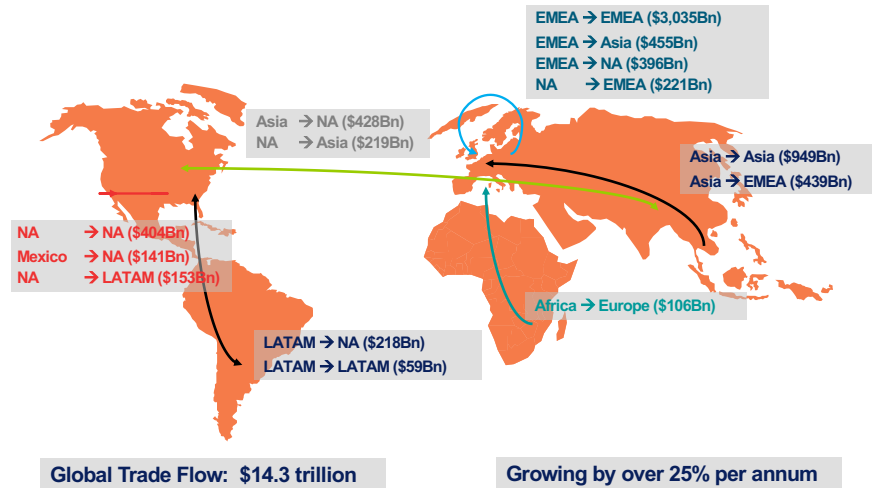 EMEA → EMEA ($3,035Bn)
EMEA → Asia ($455Bn)
EMEA → NA ($396Bn)
NA → EMEA ($221Bn)
Asia → NA ($428Bn)
NA → Asia ($219Bn)
Asia → Asia ($949Bn)
Asia → EMEA ($439Bn)
NA → NA ($404Bn)
Mexico → NA ($141Bn)
NA → LATAM ($153Bn)
Africa → Europe ($106Bn)
LATAM → NA ($218Bn)
LATAM → LATAM ($59Bn)
Global Trade Flow: $14.3 trillion
Growing by over 25% per annum